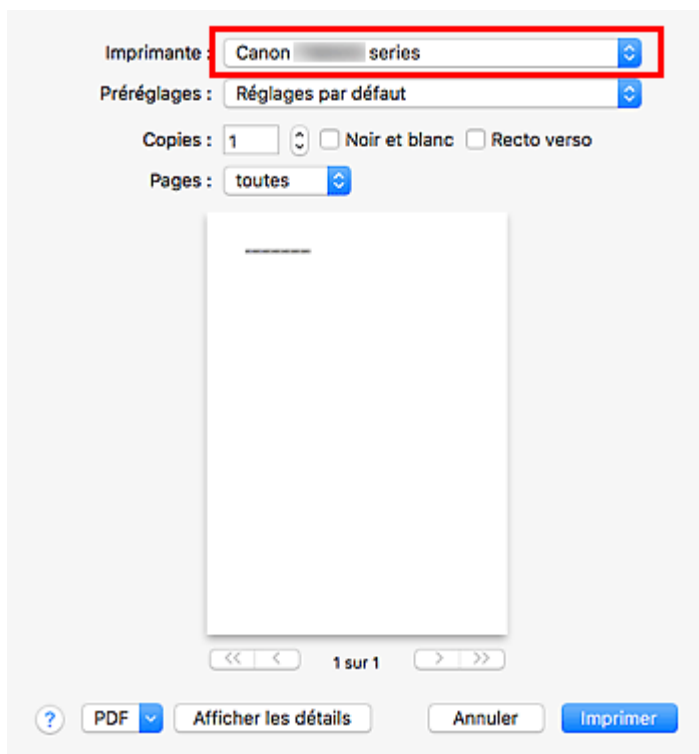 Imprimante : Canon series
Préréglages : Réglages par défaut
Copies : 1 Noir et blanc Recto verso
Pages : toutes
-------
<< < 1 sur 1 > >>
? PDF Afficher les détails Annuler Imprimer